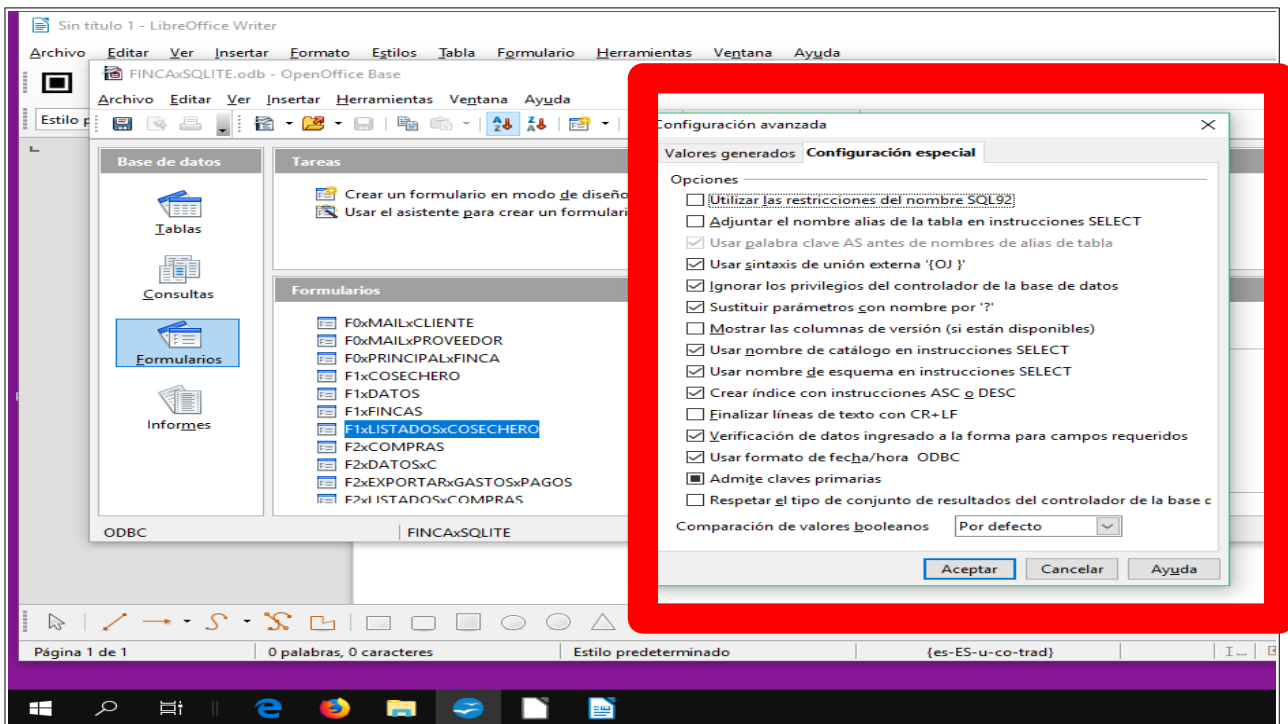 Sin título 1 - LibreOffice Writer
Archivo Editar Ver Insertar Formato Estilos Tabla Formulario Herramientas Ventana Ayuda
FINCAxSQLITE.odb - OpenOffice Base
Archivo Editar Ver Insertar Herramientas Ventana Ayuda
Estilo
Base de datos
Tablas
Consultas
Formularios
Informes
Tareas
Crear un formulario en modo de diseño
Usar el asistente para crear un formulari
Formularios
F0xMAILxCLIENTE
F0xMAILxPROVEEDOR
F0xPRINCIPALxFINCA
F1xCOSECHERO
F1xDATOS
F1xFINCAS
F1xLISTADOSxCOSECHERO
F2xCOMPRAS
F2xDATOSxC
F2xEXPORTARxGASTOSxPAGOS
F2xLISTADOSxCOMPRAS
ODBC FINCAxSQLITE
Configuración avanzada
Valores generados Configuración especial
Opciones
Utilizar las restricciones del nombre SQL92
Adjuntar el nombre alias de la tabla en instrucciones SELECT
Usar palabra clave AS antes de nombres de alias de tabla
Usar sintaxis de unión externa '{OJ }'
Ignorar los privilegios del controlador de la base de datos
Sustituir parámetros con nombre por '?'
Mostrar las columnas de versión (si están disponibles)
Usar nombre de catálogo en instrucciones SELECT
Usar nombre de esquema en instrucciones SELECT
Crear índice con instrucciones ASC o DESC
Finalizar líneas de texto con CR+LF
Verificación de datos ingresado a la forma para campos requeridos
Usar formato de fecha/hora ODBC
Admite claves primarias
Respetar el tipo de conjunto de resultados del controlador de la base d
Comparación de valores booleanos Por defecto
Aceptar Cancelar Ayuda
Página 1 de 1 0 palabras, 0 caracteres Estilo predeterminado {es-ES-u-co-trad}